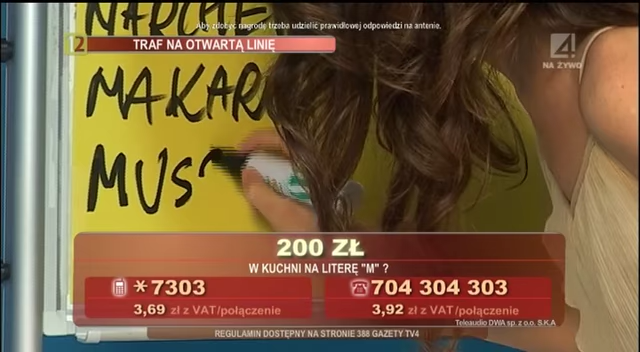 Aby zdobyć nagrodę trzeba udzielić prawidłowej odpowiedzi na antenie.
2 TRAF NA OTWARTĄ LINIĘ
4
NA ŻYWO
MAKAR
MUS
200 ZŁ
W KUCHNI NA LITERĘ "M" ?
*7303
704 304 303
3,69 zł z VAT/połączenie
3,92 zł z VAT/połączenie
Teleaudio DWA sp. z o.o. S.K.A
REGULAMIN DOSTĘPNY NA STRONIE 388 GAZETY TV4